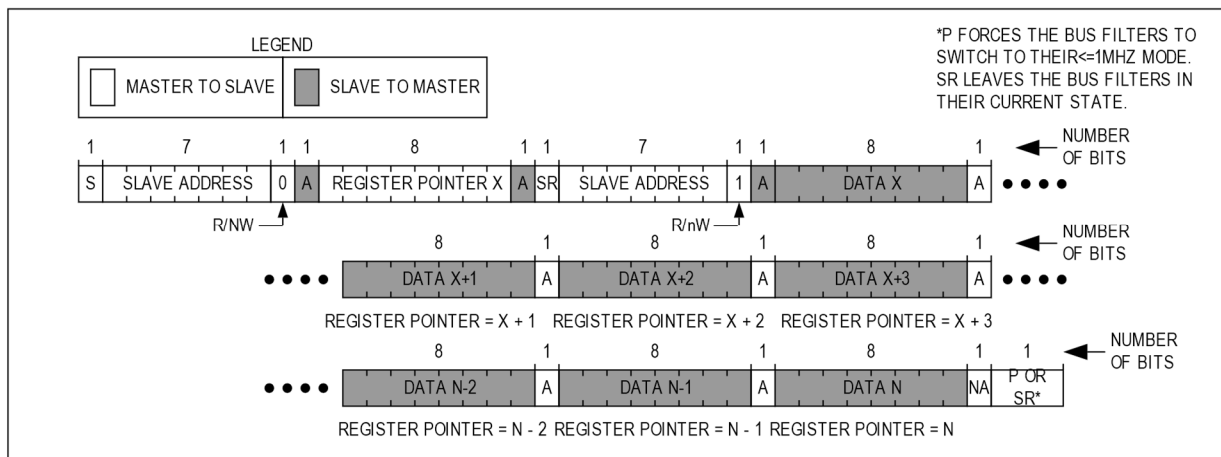 LEGEND
MASTER TO SLAVE
SLAVE TO MASTER
*P FORCES THE BUS FILTERS TO
SWITCH TO THEIR<=1MHZ MODE.
SR LEAVES THE BUS FILTERS IN
THEIR CURRENT STATE.
1 7 1 1 8 1 1 7 1 1 8 1
NUMBER
OF BITS
S SLAVE ADDRESS 0 A REGISTER POINTER X A SR SLAVE ADDRESS 1 A DATA X A
R/NW R/nW
8 1 8 1 8 1
NUMBER
OF BITS
DATA X+1 A DATA X+2 A DATA X+3 A
REGISTER POINTER = X + 1 REGISTER POINTER = X + 2 REGISTER POINTER = X + 3
8 1 8 1 8 1 1
NUMBER
OF BITS
DATA N-2 A DATA N-1 A DATA N NA P OR
SR*
REGISTER POINTER = N - 2 REGISTER POINTER = N - 1 REGISTER POINTER = N